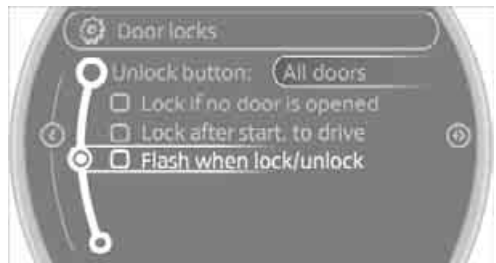 Door locks
Unlock button: All doors
Lock if no door is opened
Lock after start. to drive
Flash when lock/unlock